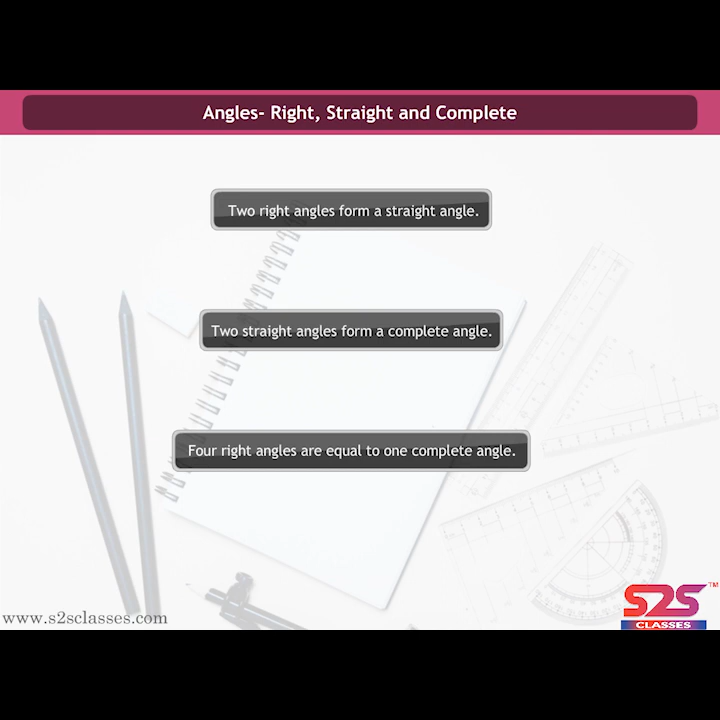 Angles- Right, Straight and Complete
Two right angles form a straight angle.
Two straight angles form a complete angle.
Four right angles are equal to one complete angle.
www.s2sclasses.com
S2S TM
CLASSES